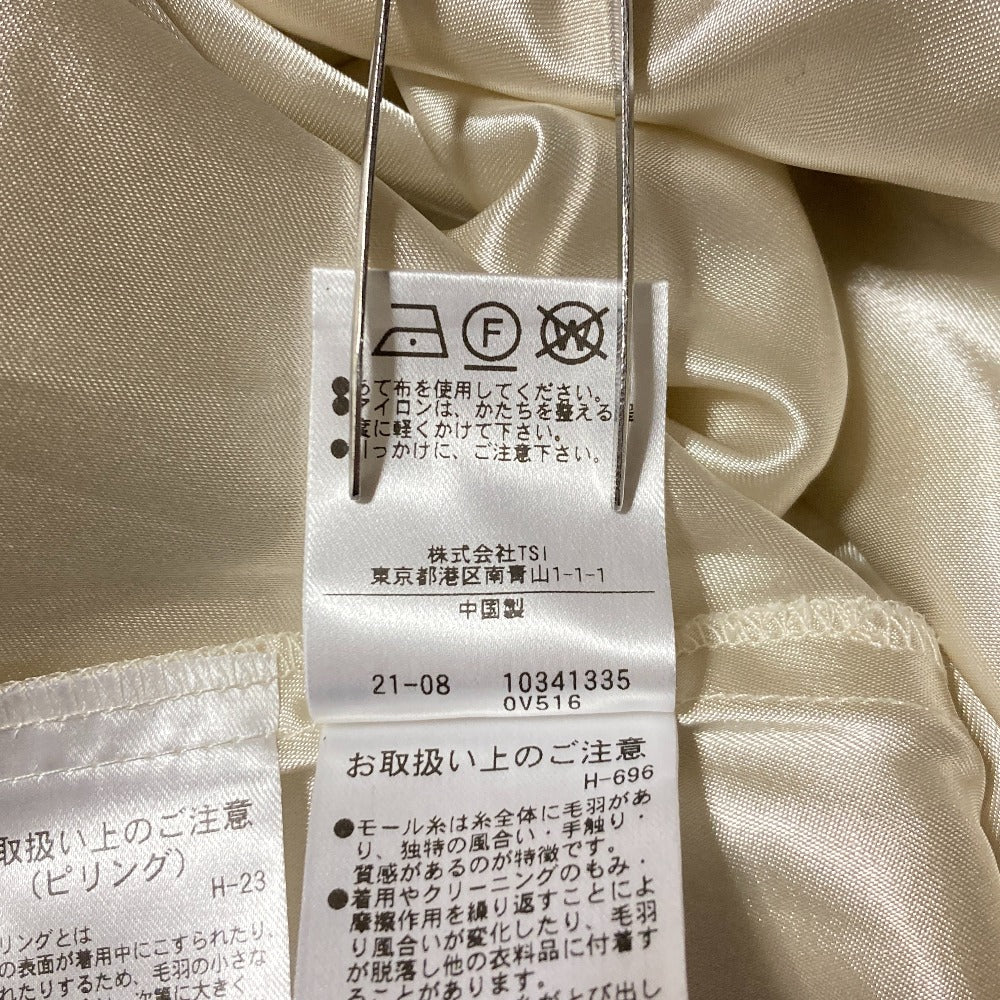 F W
●あて布を使用してください。
●アイロンは、かたちを整える程
度に軽くかけて下さい。
●引っかけに、ご注意下さい。
株式会社TSI
東京都港区南青山1-1-1
中国製
21-08 10341335
0V516
お取扱い上のご注意
H-696
●モール糸は糸全体に毛羽があ
り、独特の風合い・手触り・
質感があるのが特徴です。
●着用やクリーニングのもみ・
摩擦作用を繰り返すことによ
り風合いが変化したり、毛羽
が脱落し他の衣料品に付着す
ることがあります。
取扱い上のご注意
(ピリング)
H-23
リングとは
の表面が着用中にこすられたり
れたりするため、毛羽の小さな